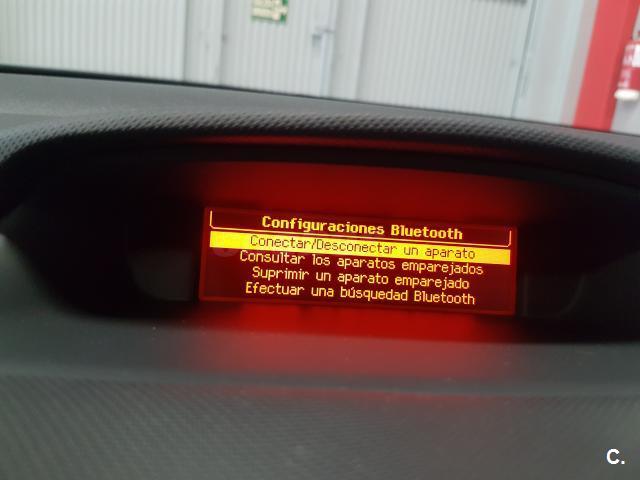 Configuraciones Bluetooth
Conectar/Desconectar un aparato
Consultar los aparatos emparejados
Suprimir un aparato emparejado
Efectuar una búsquedad Bluetooth
C.